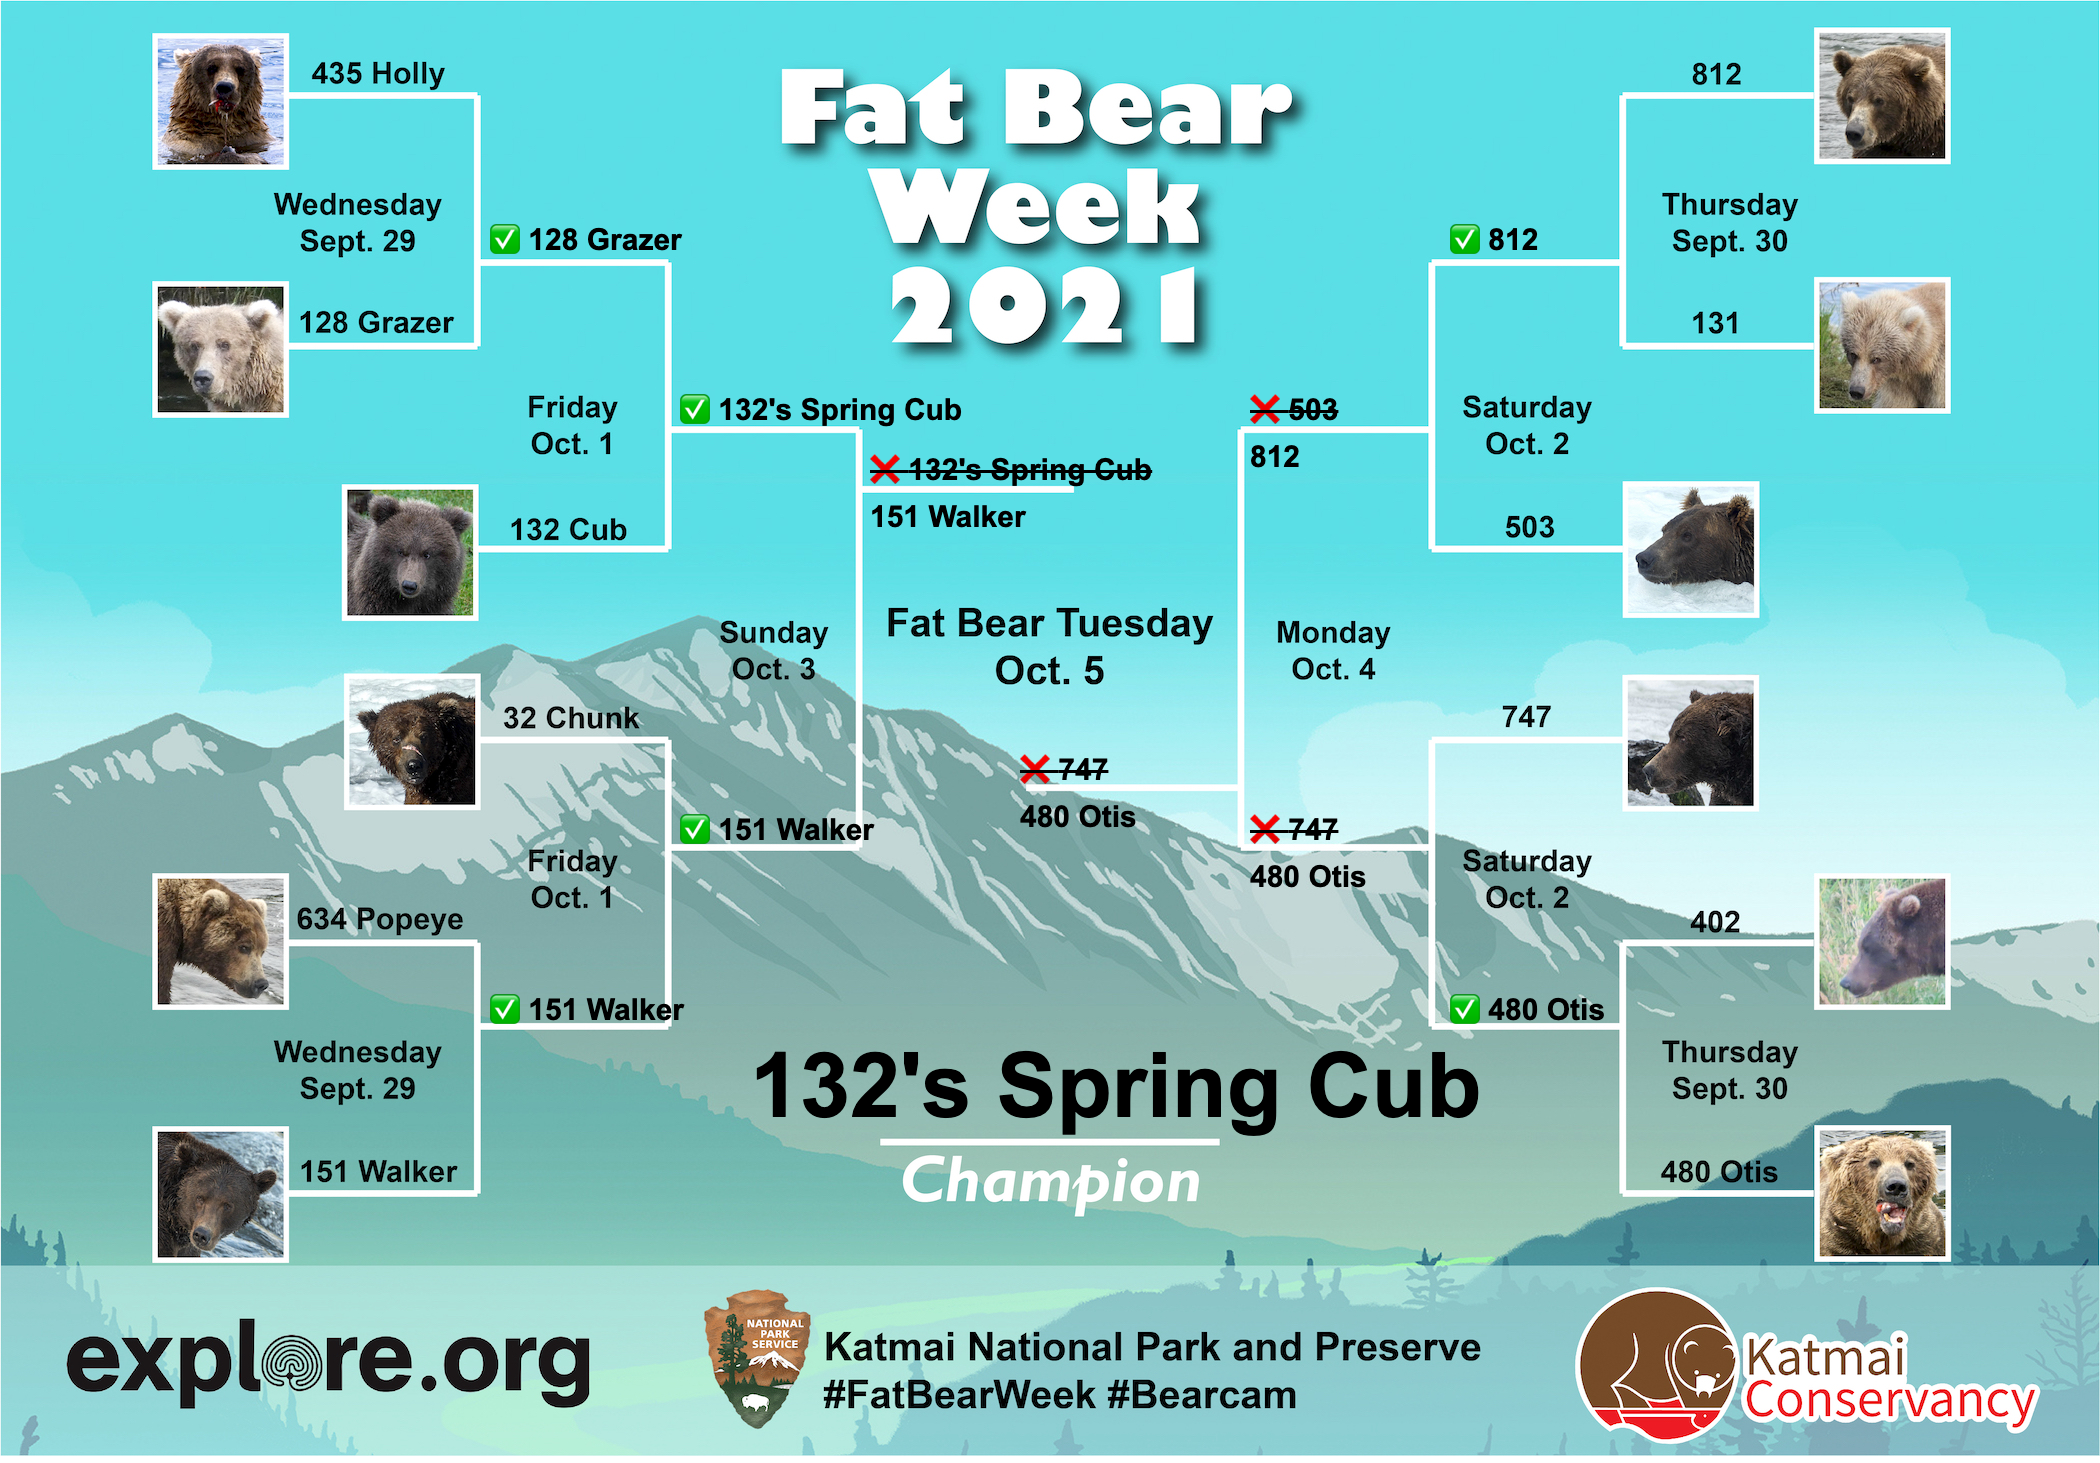 Fat Bear
Week
2021
435 Holly
Wednesday
Sept. 29
128 Grazer
✅ 128 Grazer
Friday
Oct. 1
132 Cub
✅ 132's Spring Cub
❌ 132's Spring Cub
151 Walker
Sunday
Oct. 3
32 Chunk
✅ 151 Walker
Friday
Oct. 1
634 Popeye
✅ 151 Walker
Wednesday
Sept. 29
151 Walker
Fat Bear Tuesday
Oct. 5
❌ 747
480 Otis
812
Thursday
Sept. 30
131
✅ 812
Saturday
Oct. 2
503
❌ 503
812
Monday
Oct. 4
747
❌ 747
480 Otis
Saturday
Oct. 2
402
✅ 480 Otis
Thursday
Sept. 30
480 Otis
132's Spring Cub
Champion
explore.org
NATIONAL
PARK
SERVICE
Katmai National Park and Preserve
#FatBearWeek #Bearcam
Katmai
Conservancy